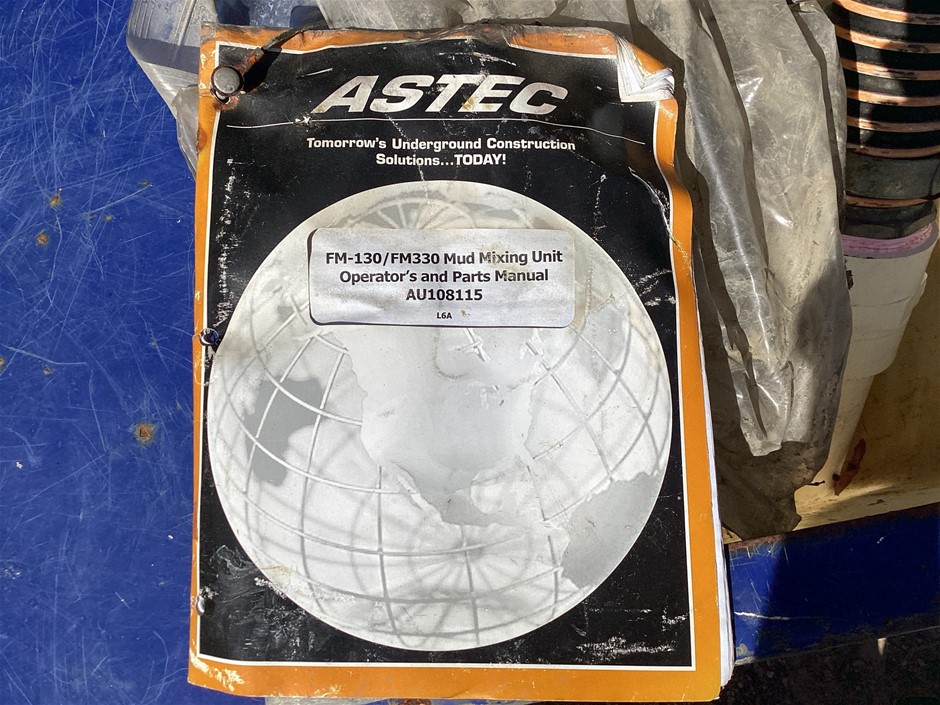 ASTEC
Tomorrow's Underground Construction
Solutions...TODAY!
FM-130/FM330 Mud Mixing Unit
Operator's and Parts Manual
AU108115
L6A